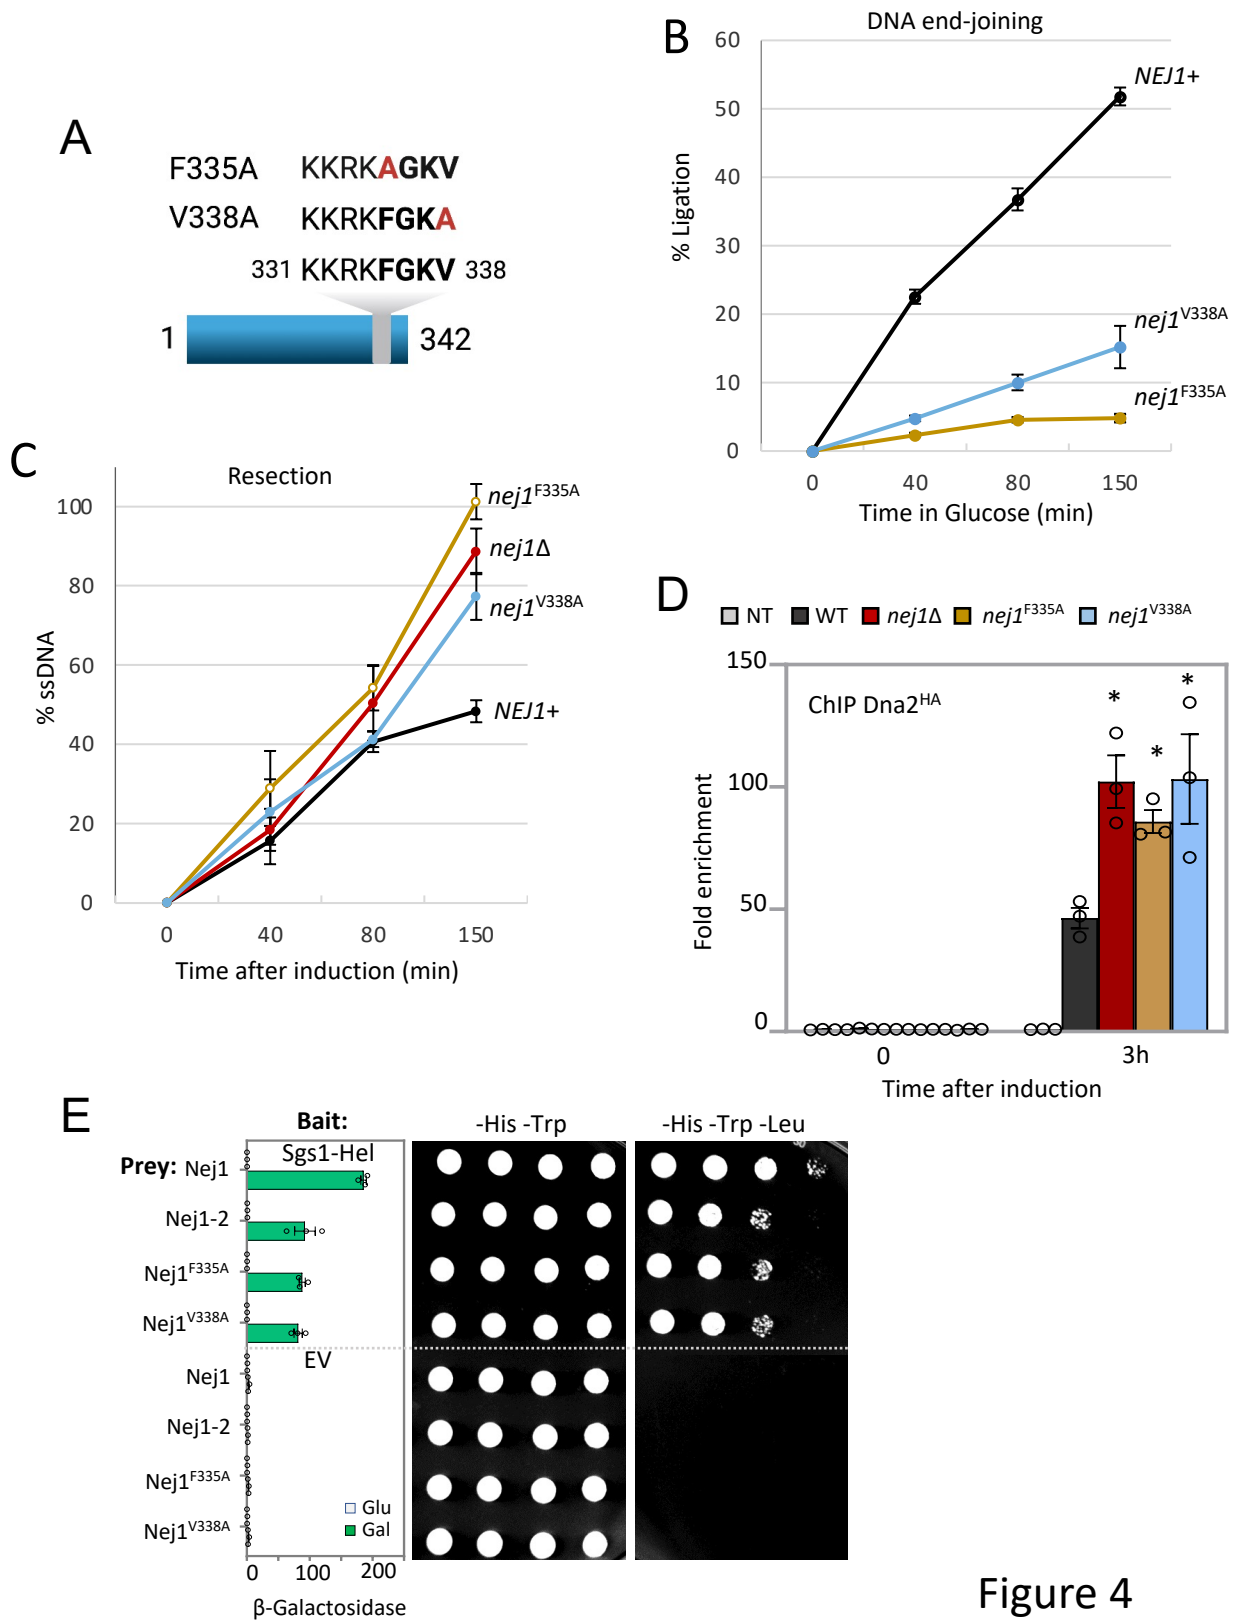 A
F335A KKRKAGKV
V338A KKRKFGKA
331 KKRKFGKV 338
1 342
B
DNA end-joining
60
50
40
30
20
10
0
% Ligation
NEJ1+
nej1V338A
nej1F335A
0 40 80 150
Time in Glucose (min)
C
Resection
100
80
60
40
20
0
% ssDNA
nej1F335A
nej1Δ
nej1V338A
NEJ1+
0 40 80 150
Time after induction (min)
D
NT WT nej1Δ nej1F335A nej1V338A
150
100
50
0
Fold enrichment
ChIP Dna2HA
* * *
0 3h
Time after induction
E
Bait:
-His -Trp -His -Trp -Leu
Sgs1-Hel
Prey: Nej1
Nej1-2
Nej1F335A
Nej1V338A
EV
Nej1
Nej1-2
Nej1F335A
Nej1V338A
Glu
Gal
0 100 200
β-Galactosidase
Figure 4